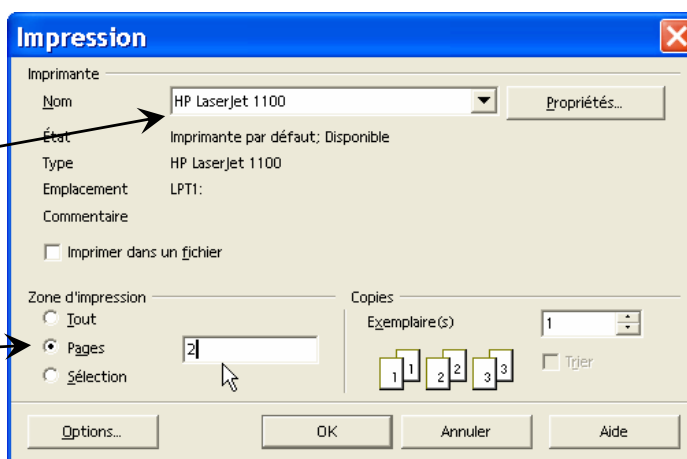 Impression
Imprimante
Nom HP LaserJet 1100 Propriétés...
État Imprimante par défaut; Disponible
Type HP LaserJet 1100
Emplacement LPT1:
Commentaire
Imprimer dans un fichier
Zone d'impression Copies
Tout Exemplaire(s) 1
Pages 2
1 1 2 2 3 3 Trier
Sélection
Options... OK Annuler Aide